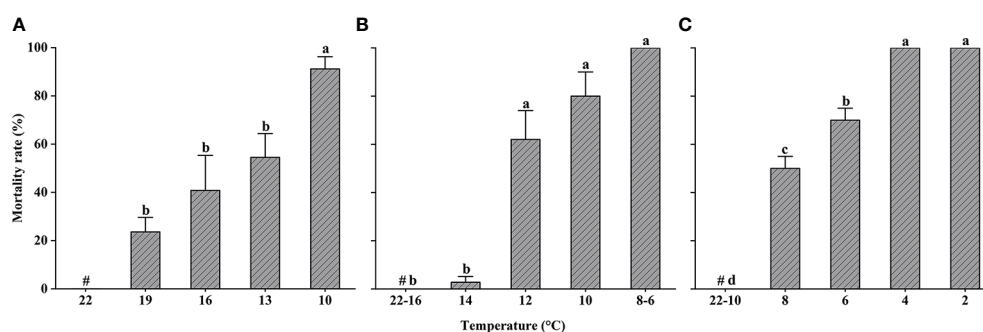 A
B
C
Mortality rate (%)
100
80
60
40
20
0
#
b
b
b
a
22
19
16
13
10
# b
b
a
a
a
22-16
14
12
10
8-6
# d
c
b
a
a
22-10
8
6
4
2
Temperature (°C)